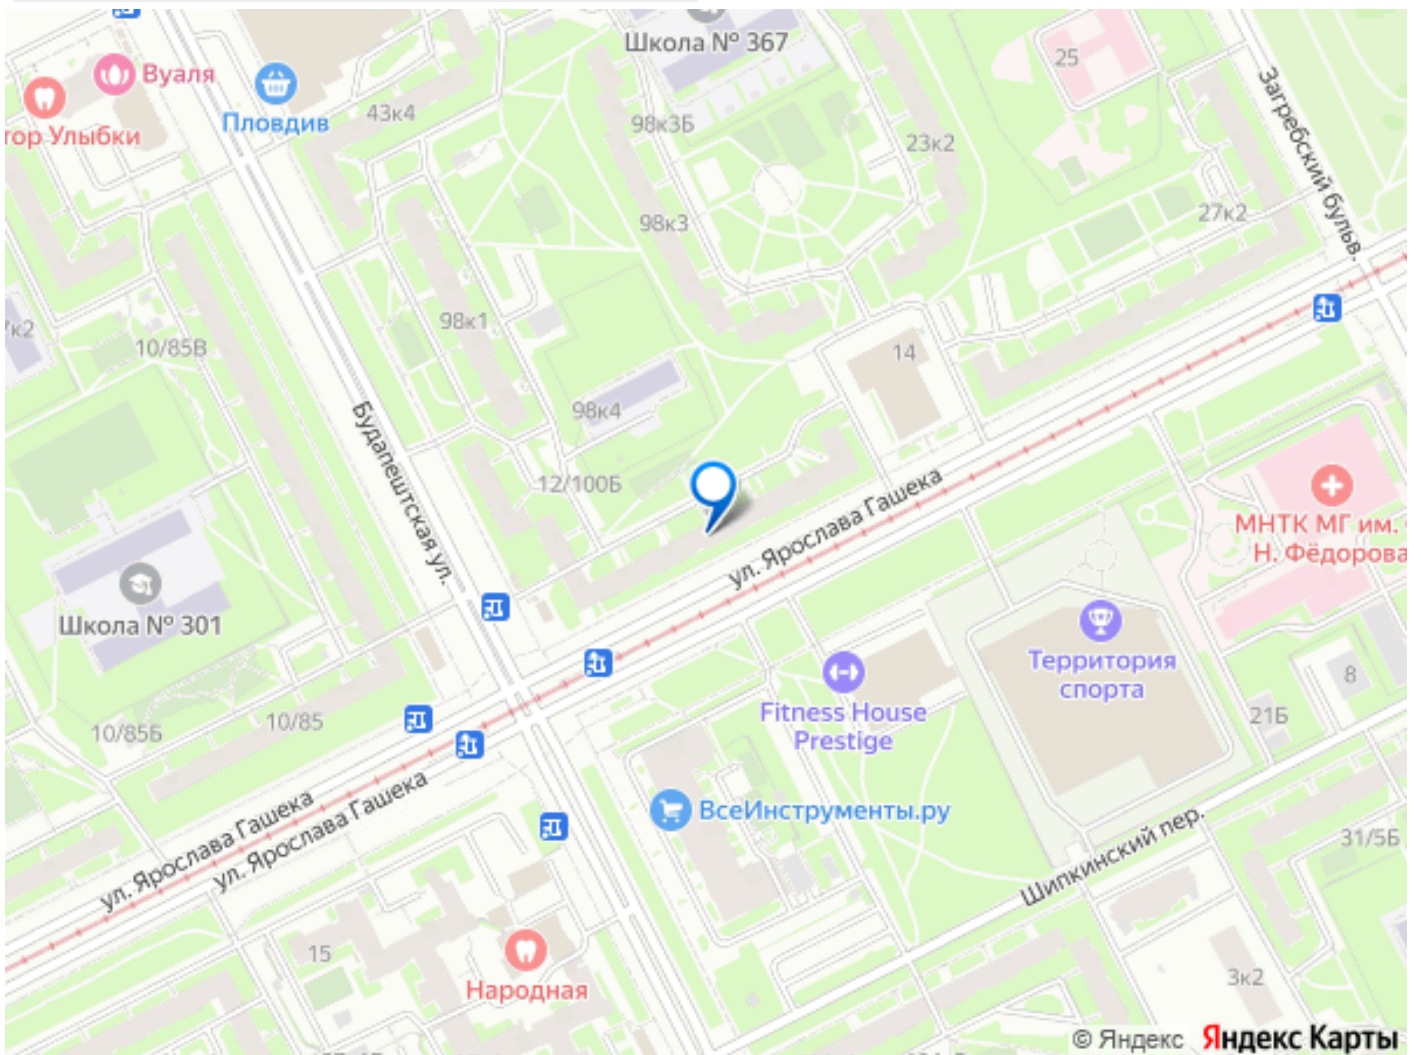 Школа № 367
25
Вуаля
Пловдив
тор Улыбки
43к4
98к3Б
23к2
Загребский бульв.
98к3
27к2
98к1
7к2
10/85В
14
98к4
Будапештская ул.
12/100Б
ул. Ярослава Гашека
МНТК МГ им.
Н. Фёдорова
Школа № 301
Территория
спорта
8
Fitness House
Prestige
21Б
10/85Б
10/85
ВсеИнструменты.ру
ул. Ярослава Гашека
ул. Ярослава Гашека
Шипкинский пер.
31/5Б
15
Народная
3к2
© Яндекс Яндекс Карты